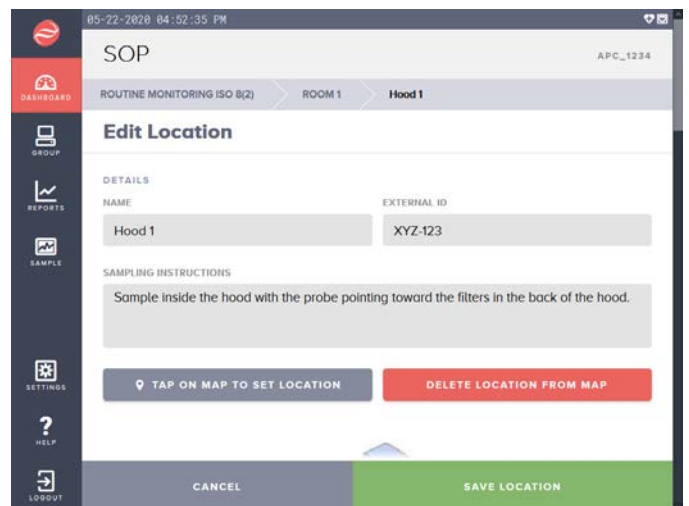 05-22-2020 04:52:35 PM
SOP
APC_1234
DASHBOARD
ROUTINE MONITORING ISO 8(2)
ROOM 1
Hood 1
Edit Location
GROUP
DETAILS
NAME
EXTERNAL ID
REPORTS
Hood 1
XYZ-123
SAMPLE
SAMPLING INSTRUCTIONS
Sample inside the hood with the probe pointing toward the filters in the back of the hood.
SETTINGS
TAP ON MAP TO SET LOCATION
DELETE LOCATION FROM MAP
HELP
LOGOUT
CANCEL
SAVE LOCATION